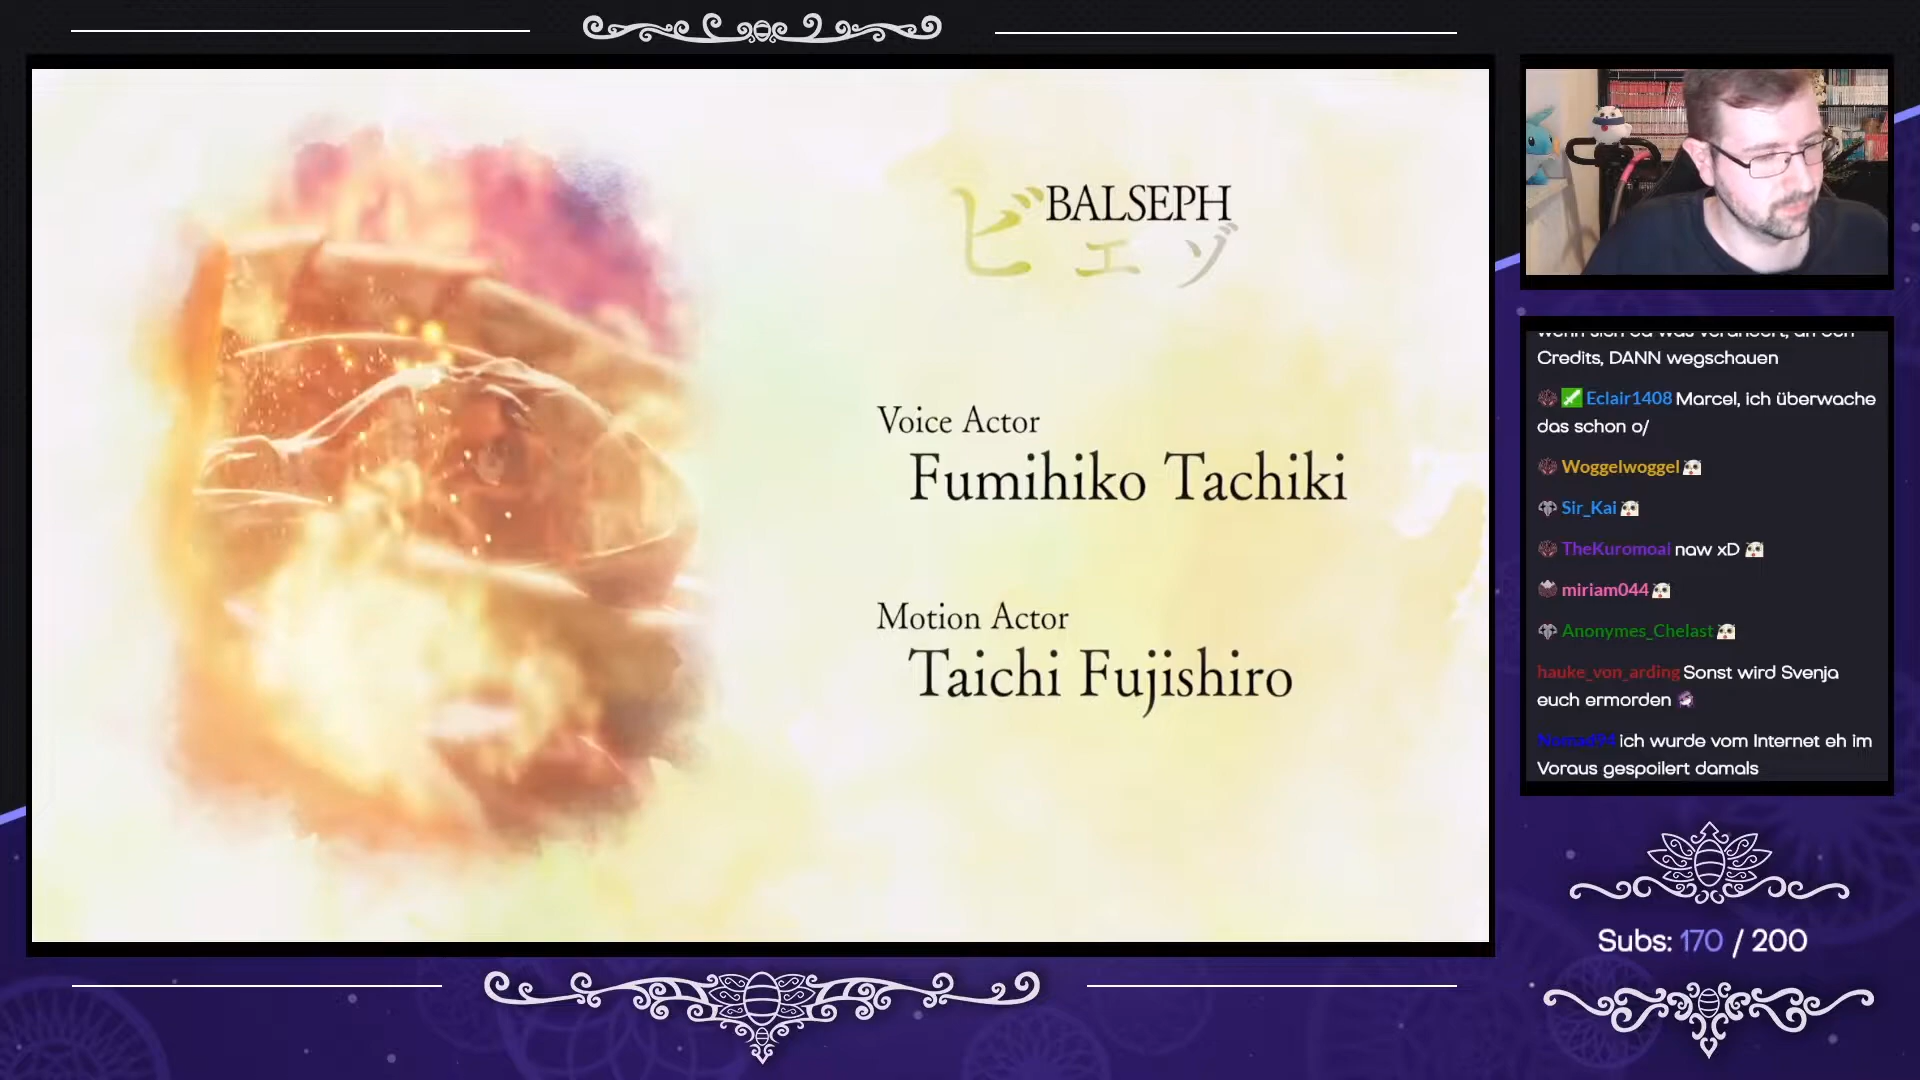 BALSEPH
ビエゾ
Voice Actor
Fumihiko Tachiki
Motion Actor
Taichi Fujishiro
Credits, DANN wegschauen
Eclair1408 Marcel, ich überwache
das schon o/
Woggelwoggel
Sir_Kai
TheKuromoai naw xD
miriam044
Anonymes_Chelast
hauke_von_arding Sonst wird Svenja
euch ermorden
ich wurde vom Internet eh im
Voraus gespoilert damals
Subs: 170 / 200